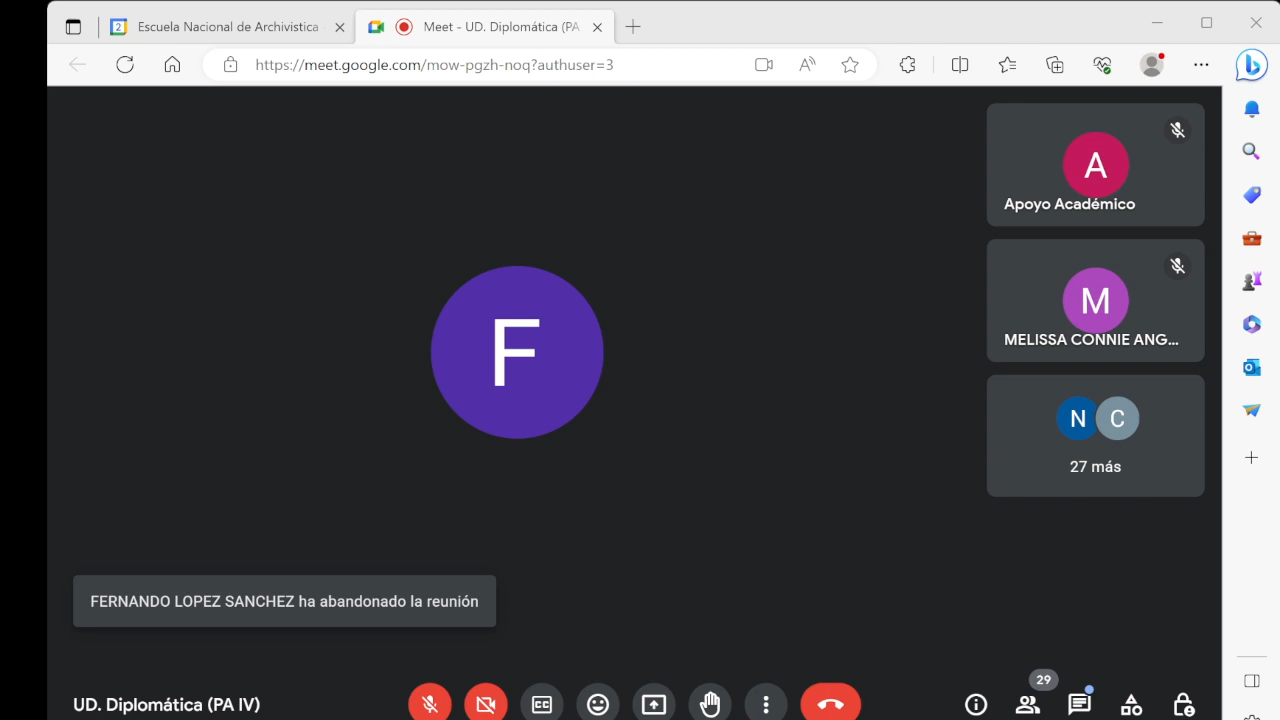 Escuela Nacional de Archivistica
Meet - UD. Diplomática (PA
https://meet.google.com/mow-pgzh-noq?authuser=3
A
Apoyo Académico
M
MELISSA CONNIE ANG...
F
N C
27 más
FERNANDO LOPEZ SANCHEZ ha abandonado la reunión
29
UD. Diplomática (PA IV)